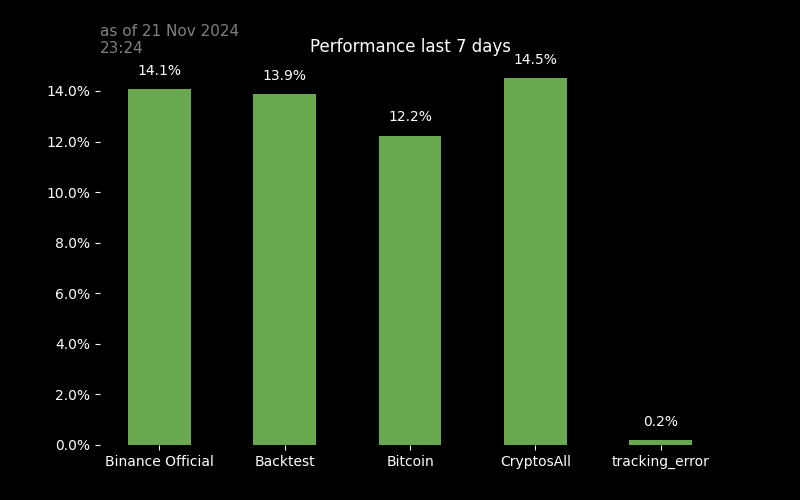 as of 21 Nov 2024
23:24
Performance last 7 days
14.1%
13.9%
12.2%
14.5%
0.2%
14.0%
12.0%
10.0%
8.0%
6.0%
4.0%
2.0%
0.0%
Binance Official
Backtest
Bitcoin
CryptosAll
tracking_error